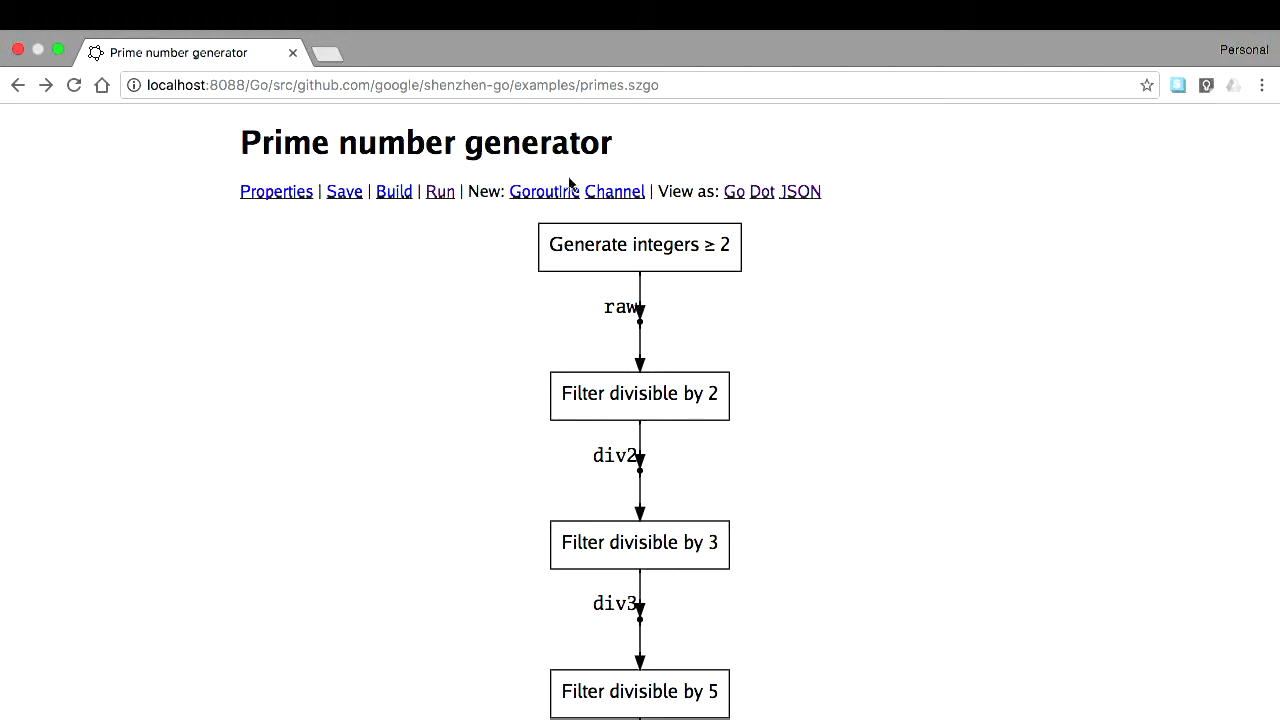 Personal
Prime number generator
localhost:8088/Go/src/github.com/google/shenzhen-go/examples/primes.szgo
Prime number generator
Properties | Save | Build | Run | New: Goroutine Channel | View as: Go Dot JSON
Generate integers ≥ 2
raw
Filter divisible by 2
div2
Filter divisible by 3
div3
Filter divisible by 5